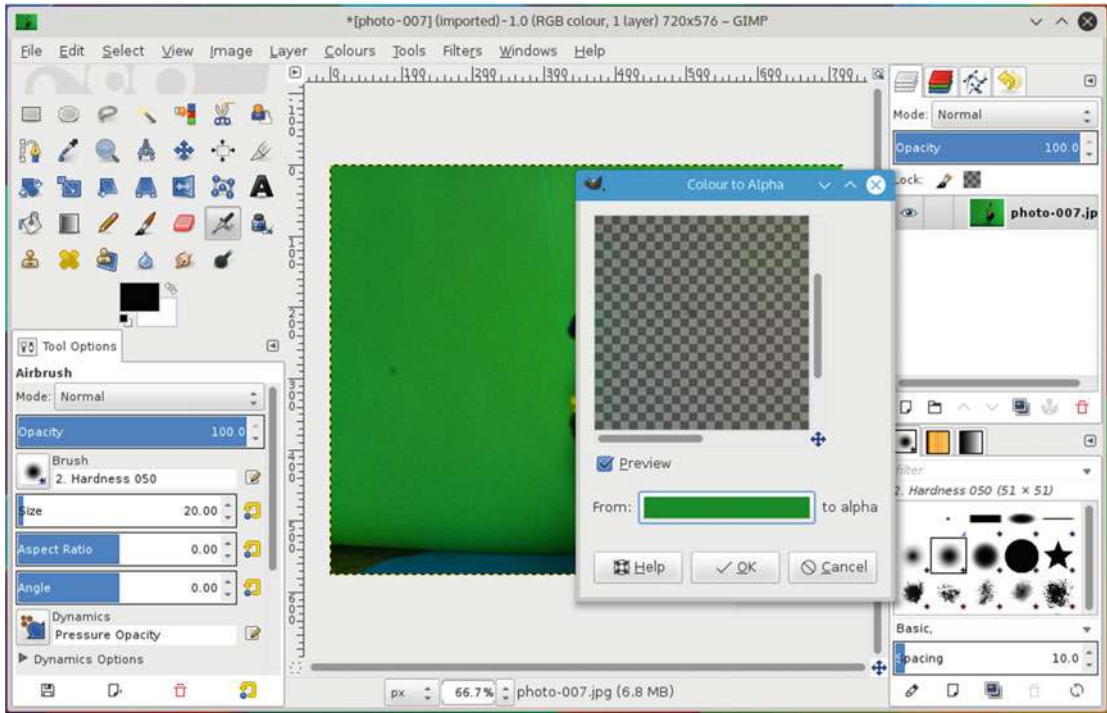 *[photo-007] (imported)-1.0 (RGB colour, 1 layer) 720x576 – GIMP
File Edit Select View Image Layer Colours Tools Filters Windows Help
0 100 200 300 400 500 600 700
Mode: Normal
Opacity 100.0
Lock:
photo-007.jp
Colour to Alpha
Preview
From: to alpha
Help OK Cancel
Tool Options
Airbrush
Mode: Normal
Opacity 100.0
Brush
2. Hardness 050
Size 20.00
Aspect Ratio 0.00
Angle 0.00
Dynamics
Pressure Opacity
Dynamics Options
filter
2. Hardness 050 (51 × 51)
Basic,
Spacing 10.0
px 66.7% photo-007.jpg (6.8 MB)